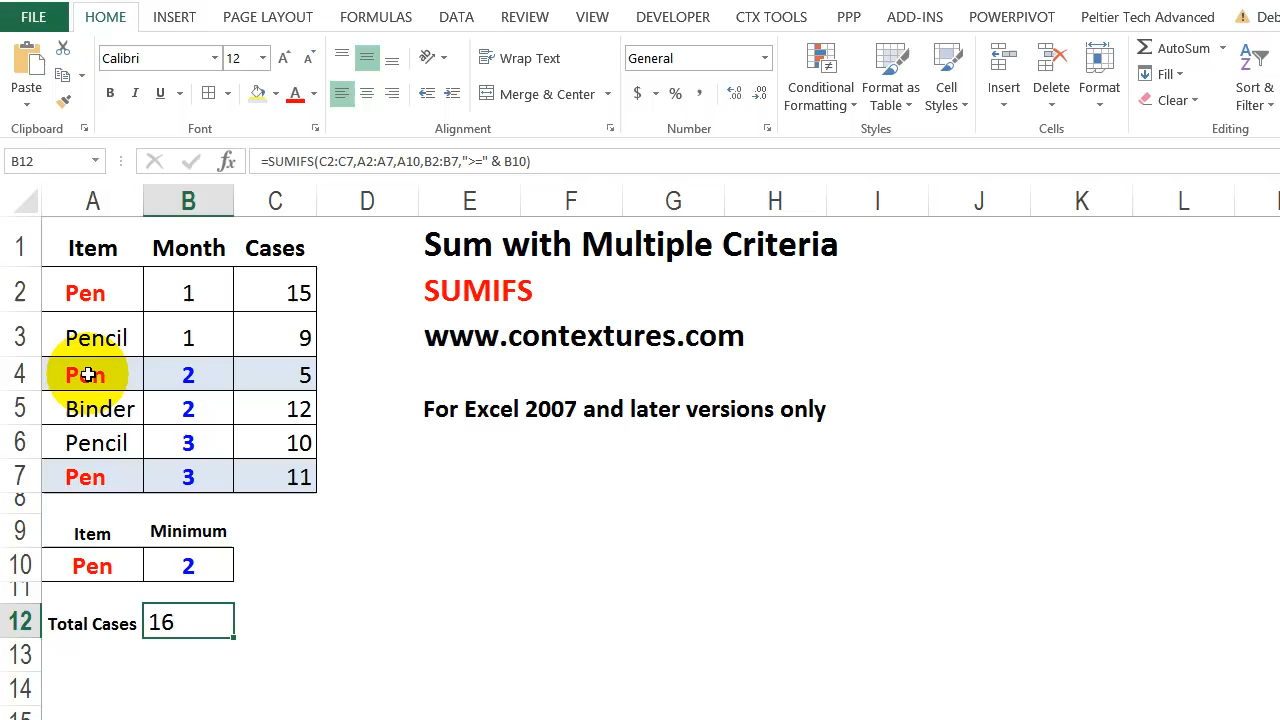 FILE HOME INSERT PAGE LAYOUT FORMULAS DATA REVIEW VIEW DEVELOPER CTX TOOLS PPP ADD-INS POWERPIVOT Peltier Tech Advanced Deb
Calibri 12 Wrap Text General AutoSum
Paste B I U Merge & Center $ % , Conditional Formatting Format as Table Cell Styles Insert Delete Format Fill Clear Sort & Filter
Clipboard Font Alignment Number Styles Cells Editing
B12 fx =SUMIFS(C2:C7,A2:A7,A10,B2:B7,">=" & B10)
A B C D E F G H I J K L
1 Item Month Cases Sum with Multiple Criteria
2 Pen 1 15 SUMIFS
3 Pencil 1 9 www.contextures.com
4 Pen 2 5
5 Binder 2 12 For Excel 2007 and later versions only
6 Pencil 3 10
7 Pen 3 11
8
9 Item Minimum
10 Pen 2
11
12 Total Cases 16
13
14
15